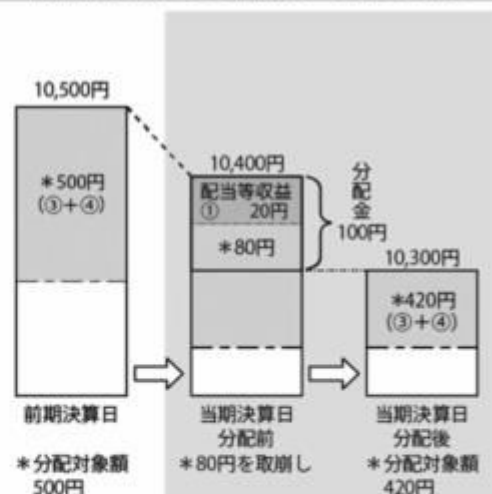 10,500円
*500円
(③+④)
前期決算日
*分配対象額
500円
10,400円
配当等収益
① 20円
*80円
分配金
100円
当期決算日
分配前
*80円を取崩し
10,300円
*420円
(③+④)
当期決算日
分配後
*分配対象額
420円